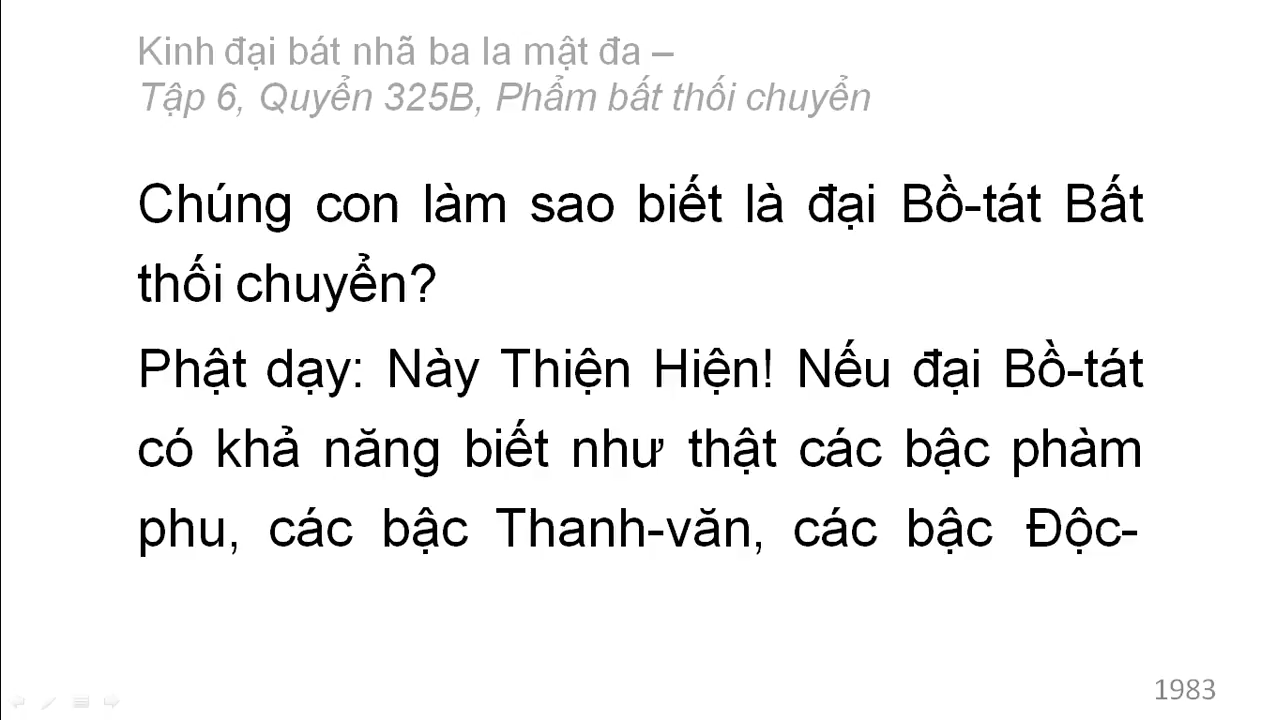 Kinh đại bát nhã ba la mật đa –
Tập 6, Quyển 325B, Phẩm bất thối chuyển
Chúng con làm sao biết là đại Bồ-tát Bất
thối chuyển?
Phật dạy: Này Thiện Hiện! Nếu đại Bồ-tát
có khả năng biết như thật các bậc phàm
phu, các bậc Thanh-văn, các bậc Độc-
1983